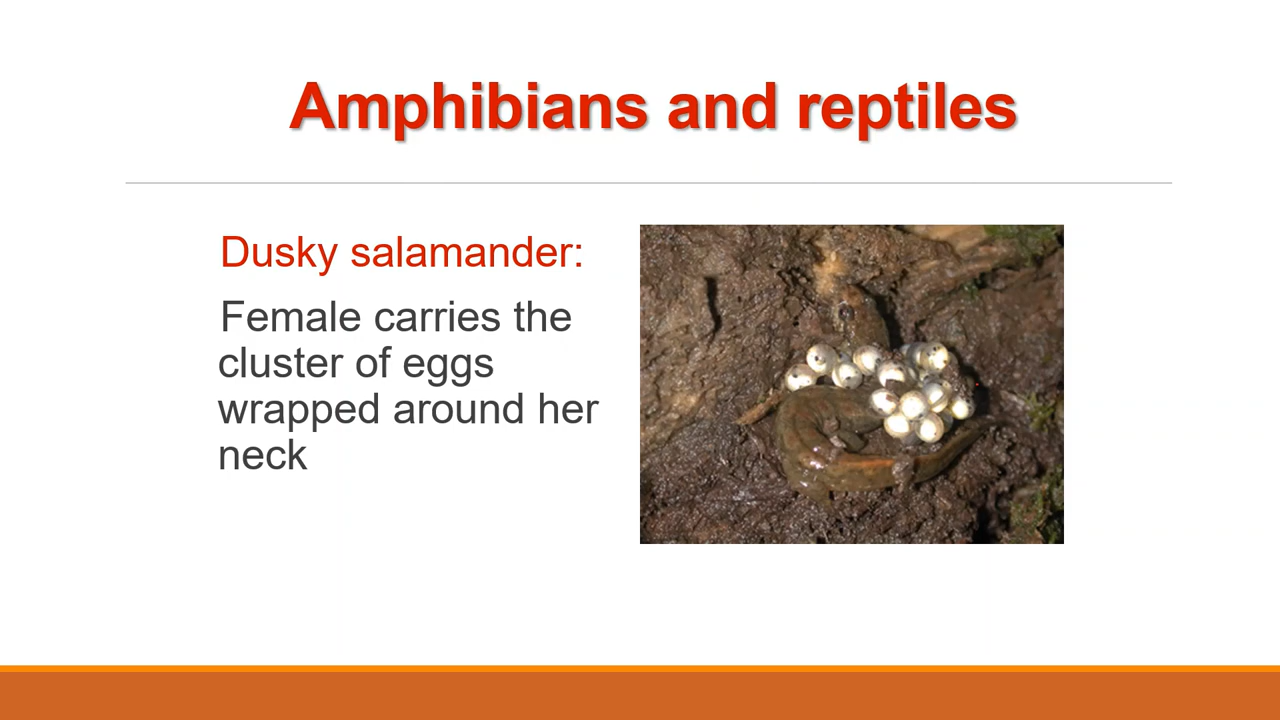 Amphibians and reptiles
Dusky salamander:
Female carries the
cluster of eggs
wrapped around her
neck